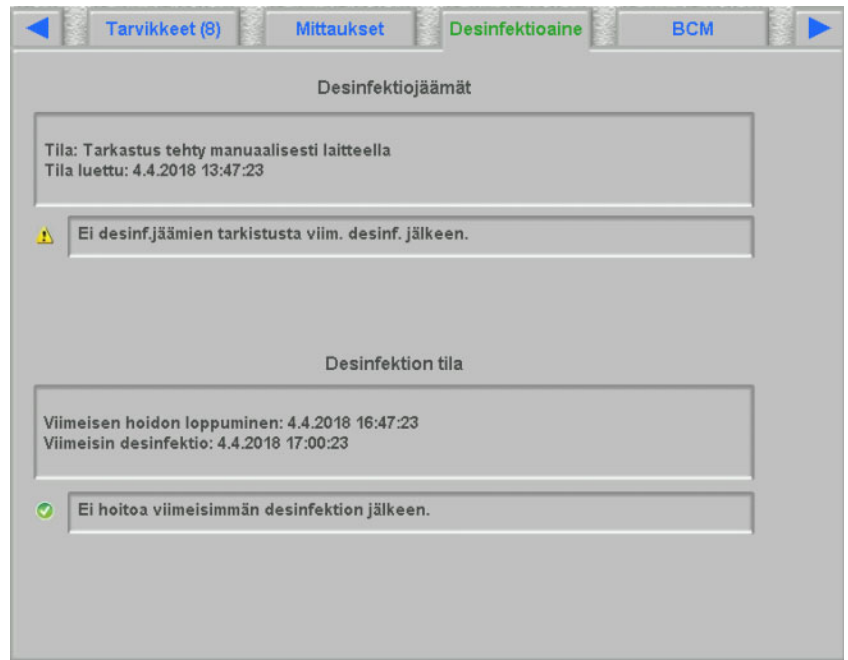 Tarvikkeet (8) Mittaukset Desinfektioaine BCM
Desinfektiojäämät
Tila: Tarkastus tehty manuaalisesti laitteella
Tila luettu: 4.4.2018 13:47:23
Ei desinf.jäämien tarkistusta viim. desinf. jälkeen.
Desinfektion tila
Viimeisen hoidon loppuminen: 4.4.2018 16:47:23
Viimeisin desinfektio: 4.4.2018 17:00:23
Ei hoitoa viimeisimmän desinfektion jälkeen.